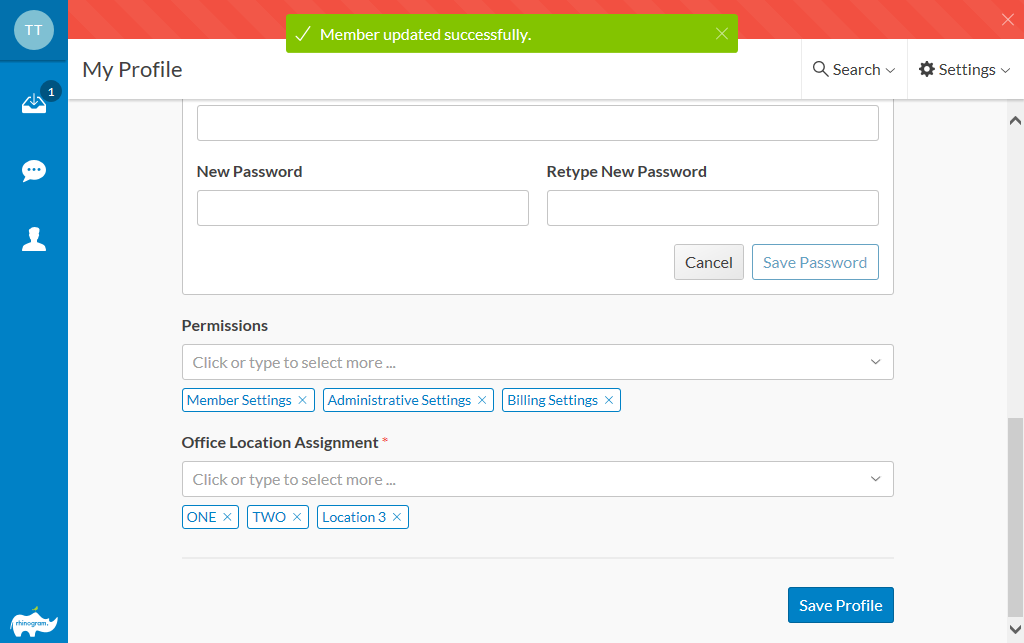 TT
Member updated successfully.
My Profile
Search
Settings
1
New Password
Retype New Password
Cancel
Save Password
Permissions
Click or type to select more ...
Member Settings
Administrative Settings
Billing Settings
Office Location Assignment *
Click or type to select more ...
ONE
TWO
Location 3
Save Profile
rhinogram